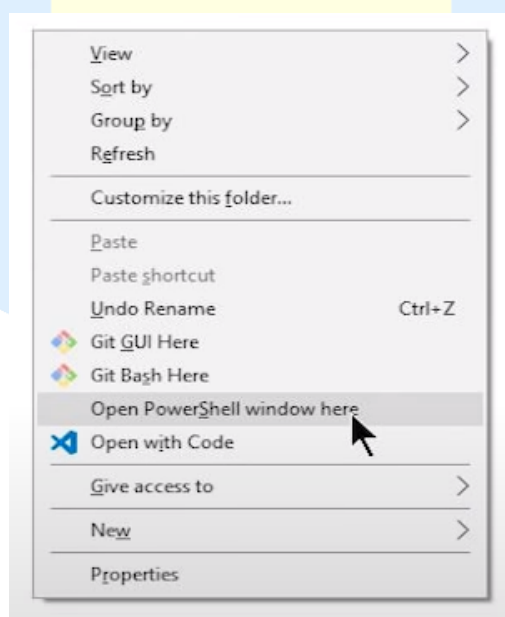 View
Sort by
Group by
Refresh
Customize this folder...
Paste
Paste shortcut
Undo Rename Ctrl+Z
Git GUI Here
Git Bash Here
Open PowerShell window here
Open with Code
Give access to
New
Properties